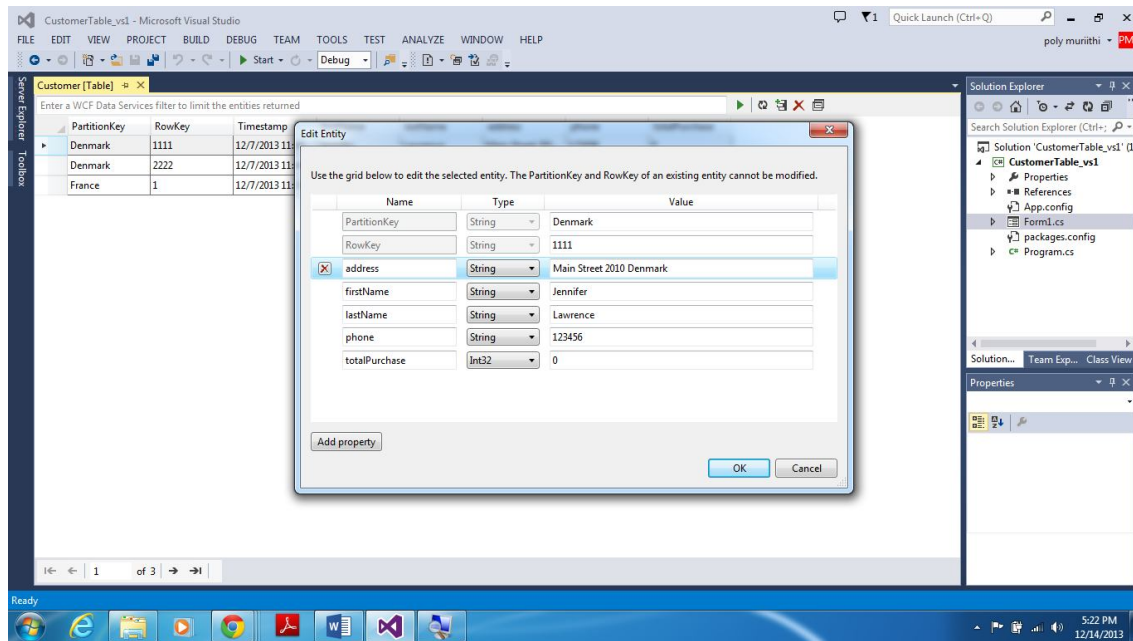 CustomerTable_vs1 - Microsoft Visual Studio
1 Quick Launch (Ctrl+Q)
FILE EDIT VIEW PROJECT BUILD DEBUG TEAM TOOLS TEST ANALYZE WINDOW HELP
poly muriithi PM
Start Debug
Server Explorer
Toolbox
Customer [Table]
Enter a WCF Data Services filter to limit the entities returned
PartitionKey RowKey Timestamp
Denmark 1111 12/7/2013 11:
Denmark 2222 12/7/2013 11:
France 1 12/7/2013 11:
Edit Entity
Use the grid below to edit the selected entity. The PartitionKey and RowKey of an existing entity cannot be modified.
Name Type Value
PartitionKey String Denmark
RowKey String 1111
address String Main Street 2010 Denmark
firstName String Jennifer
lastName String Lawrence
phone String 123456
totalPurchase Int32 0
Add property
OK Cancel
1 of 3
Solution Explorer
Search Solution Explorer (Ctrl+;
Solution 'CustomerTable_vs1' (1
C# CustomerTable_vs1
Properties
References
App.config
Form1.cs
packages.config
C# Program.cs
Solution... Team Exp... Class View
Properties
Ready
5:22 PM
12/14/2013